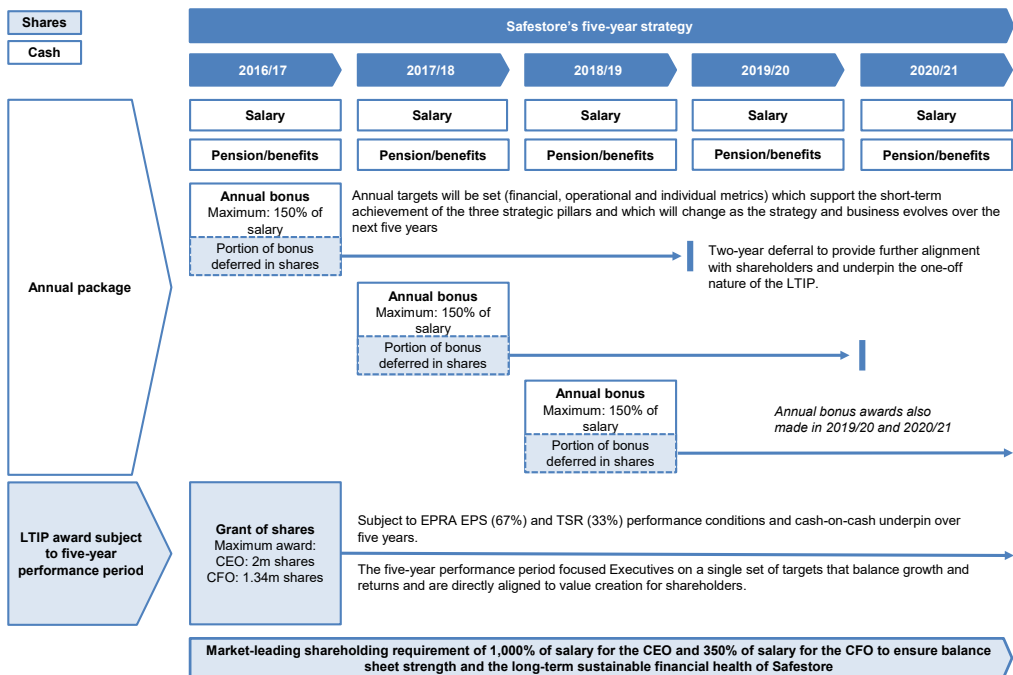 Shares
Cash
Safestore's five-year strategy
2016/17
2017/18
2018/19
2019/20
2020/21
Salary
Salary
Salary
Salary
Salary
Pension/benefits
Pension/benefits
Pension/benefits
Pension/benefits
Pension/benefits
Annual package
Annual bonus
Maximum: 150% of
salary
Portion of bonus
deferred in shares
Annual targets will be set (financial, operational and individual metrics) which support the short-term
achievement of the three strategic pillars and which will change as the strategy and business evolves over the
next five years
Two-year deferral to provide further alignment
with shareholders and underpin the one-off
nature of the LTIP.
Annual bonus
Maximum: 150% of
salary
Portion of bonus
deferred in shares
Annual bonus
Maximum: 150% of
salary
Portion of bonus
deferred in shares
Annual bonus awards also
made in 2019/20 and 2020/21
LTIP award subject
to five-year
performance period
Grant of shares
Maximum award:
CEO: 2m shares
CFO: 1.34m shares
Subject to EPRA EPS (67%) and TSR (33%) performance conditions and cash-on-cash underpin over
five years.
The five-year performance period focused Executives on a single set of targets that balance growth and
returns and are directly aligned to value creation for shareholders.
Market-leading shareholding requirement of 1,000% of salary for the CEO and 350% of salary for the CFO to ensure balance
sheet strength and the long-term sustainable financial health of Safestore